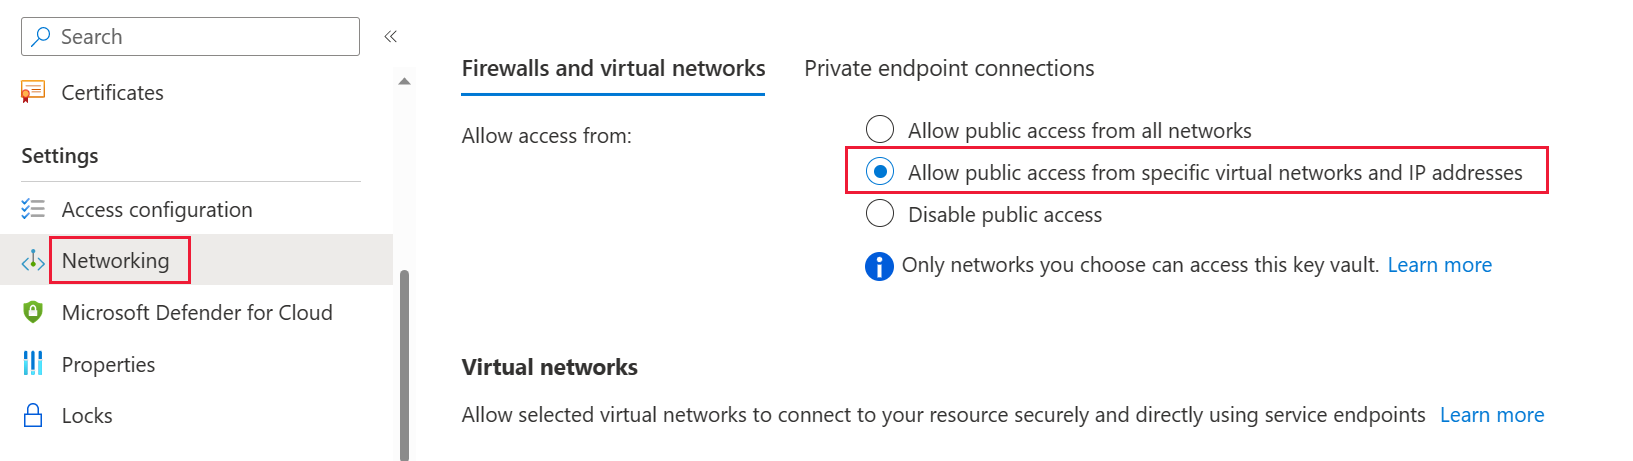 Search
Certificates
Settings
Access configuration
Networking
Microsoft Defender for Cloud
Properties
Locks
Firewalls and virtual networks
Private endpoint connections
Allow access from:
Allow public access from all networks
Allow public access from specific virtual networks and IP addresses
Disable public access
Only networks you choose can access this key vault. Learn more
Virtual networks
Allow selected virtual networks to connect to your resource securely and directly using service endpoints Learn more